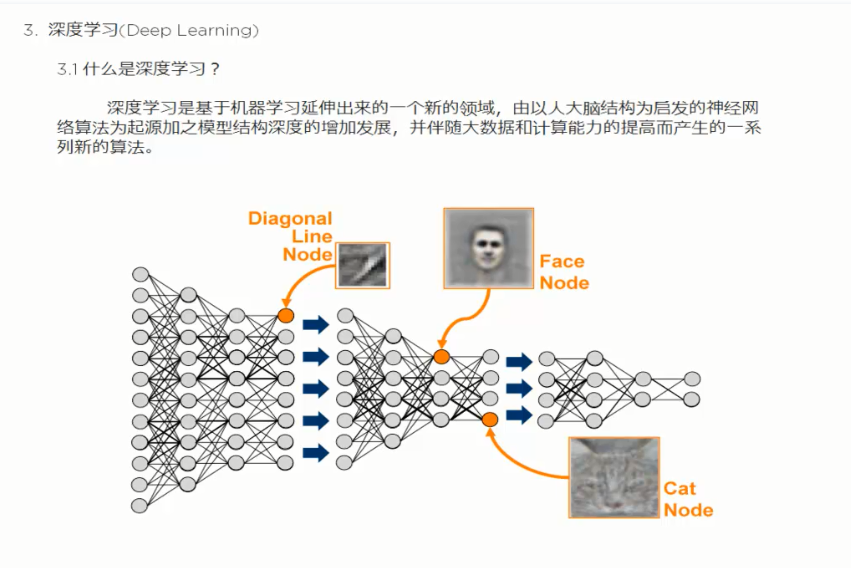 3. 深度学习(Deep Learning)
3.1 什么是深度学习？
深度学习是基于机器学习延伸出来的一个新的领域，由以人大脑结构为启发的神经网
络算法为起源加之模型结构深度的增加发展，并伴随大数据和计算能力的提高而产生的一系
列新的算法。
Diagonal
Line
Node
Face
Node
Cat
Node